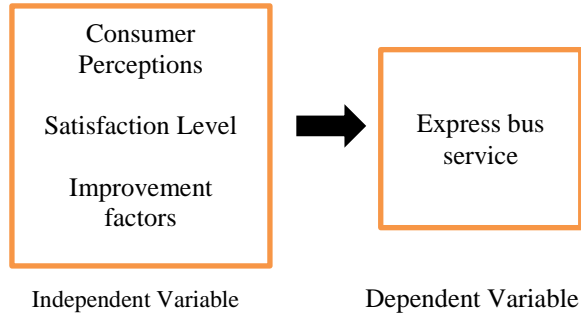 Consumer
Perceptions
Satisfaction Level
Improvement
factors
Express bus
service
Independent Variable
Dependent Variable